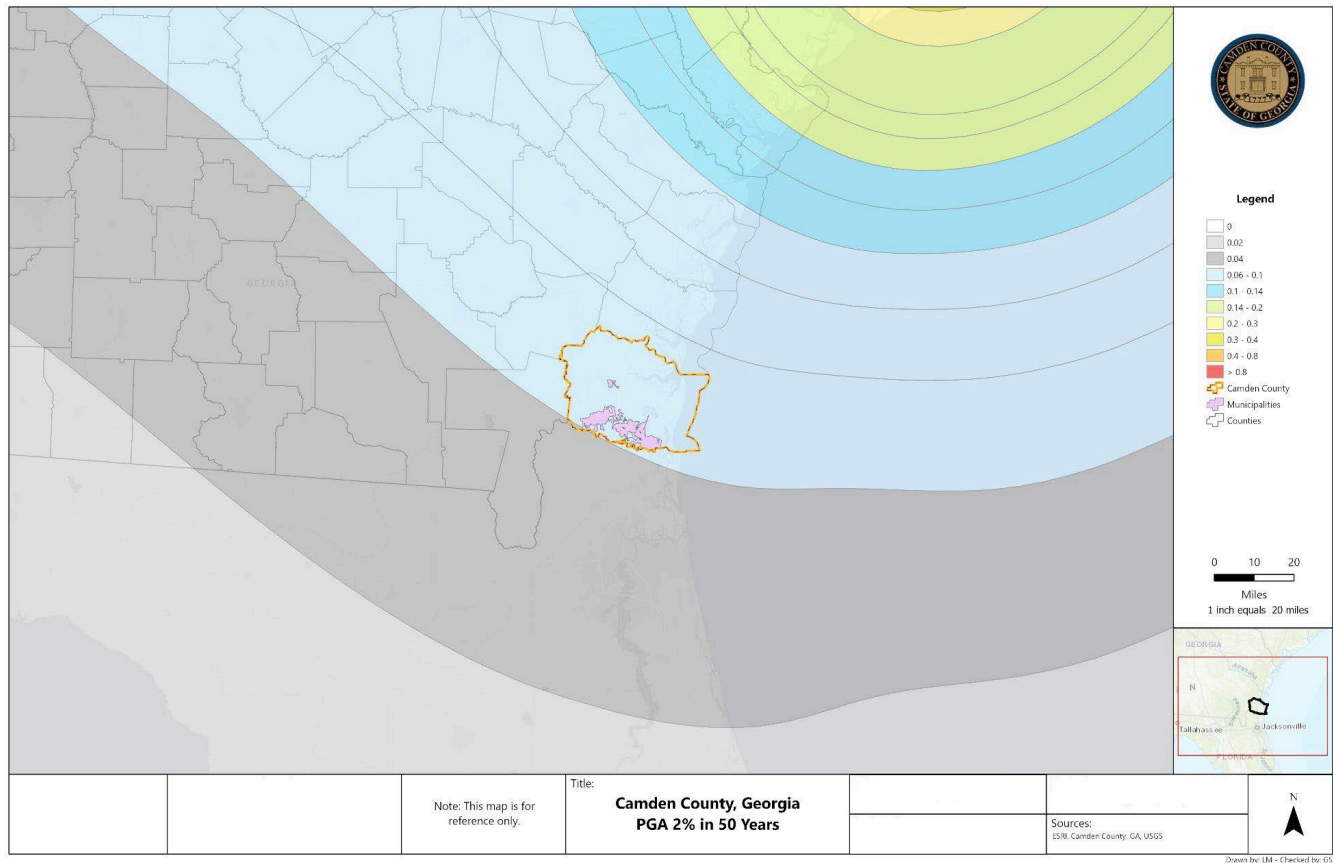 CAMDEN COUNTY
STATE OF GEORGIA
GEORGIA
Legend
0
0.02
0.04
0.06 - 0.1
0.1 - 0.14
0.14 - 0.2
0.2 - 0.3
0.3 - 0.4
0.4 - 0.8
> 0.8
Camden County
Municipalities
Counties
0 10 20
Miles
1 inch equals 20 miles
GEORGIA
N
Tallahassee
Jacksonville
FLORIDA
Note: This map is for
reference only.
Title:
Camden County, Georgia
PGA 2% in 50 Years
Sources:
ESRI, Camden County, GA, USGS
N
Drawn by: LM - Checked by: GS